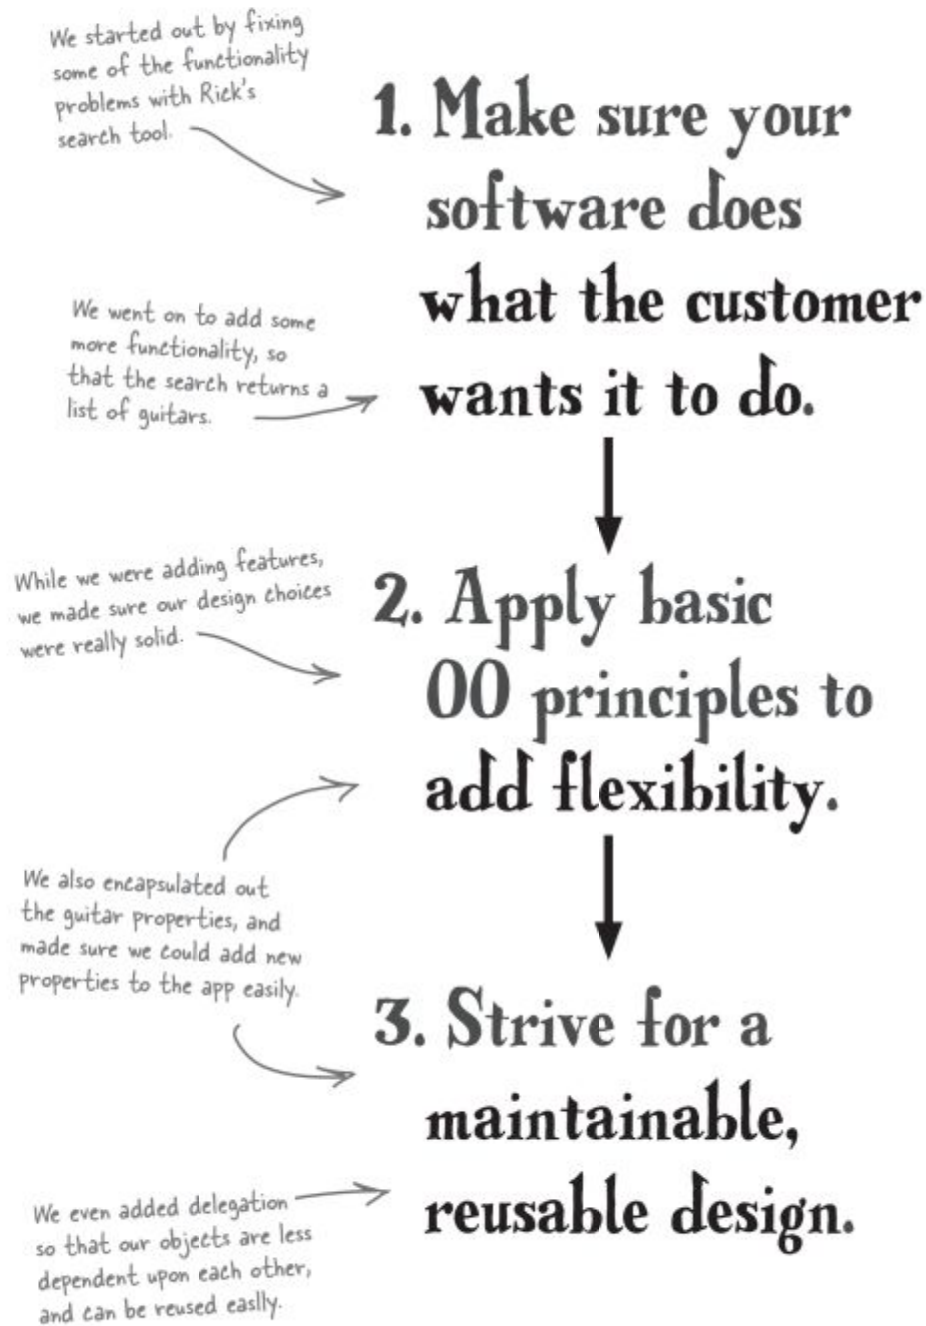 We started out by fixing
some of the functionality
problems with Rick's
search tool.
1. Make sure your
software does
what the customer
wants it to do.
We went on to add some
more functionality, so
that the search returns a
list of guitars.
While we were adding features,
we made sure our design choices
were really solid.
2. Apply basic
OO principles to
add flexibility.
We also encapsulated out
the guitar properties, and
made sure we could add new
properties to the app easily.
3. Strive for a
maintainable,
reusable design.
We even added delegation
so that our objects are less
dependent upon each other,
and can be reused easlly.